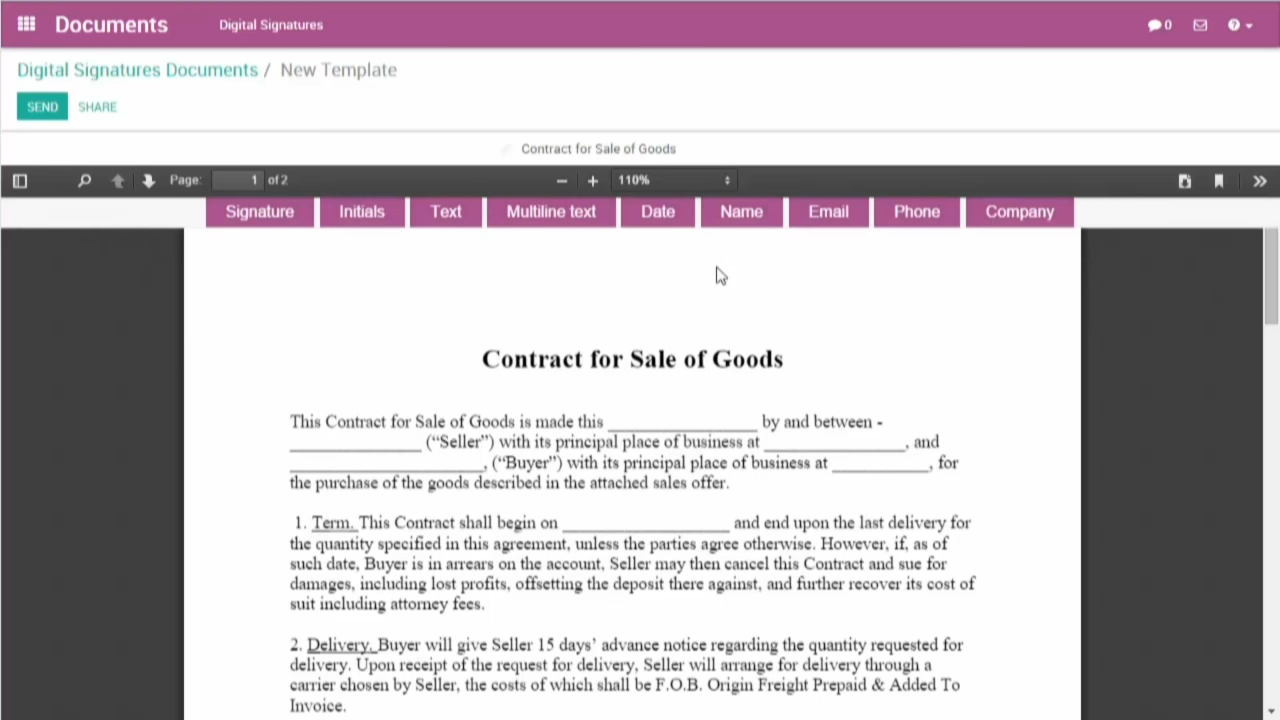 Documents Digital Signatures 0
Digital Signatures Documents / New Template
SEND SHARE
Contract for Sale of Goods
Page: 1 of 2 110%
Signature Initials Text Multiline text Date Name Email Phone Company
Contract for Sale of Goods
This Contract for Sale of Goods is made this ________________ by and between -
______________ (“Seller”) with its principal place of business at _______________, and
_____________________, (“Buyer”) with its principal place of business at __________, for
the purchase of the goods described in the attached sales offer.
1. Term. This Contract shall begin on __________________ and end upon the last delivery for
the quantity specified in this agreement, unless the parties agree otherwise. However, if, as of
such date, Buyer is in arrears on the account, Seller may then cancel this Contract and sue for
damages, including lost profits, offsetting the deposit there against, and further recover its cost of
suit including attorney fees.
2. Delivery. Buyer will give Seller 15 days’ advance notice regarding the quantity requested for
delivery. Upon receipt of the request for delivery, Seller will arrange for delivery through a
carrier chosen by Seller, the costs of which shall be F.O.B. Origin Freight Prepaid & Added To
Invoice.